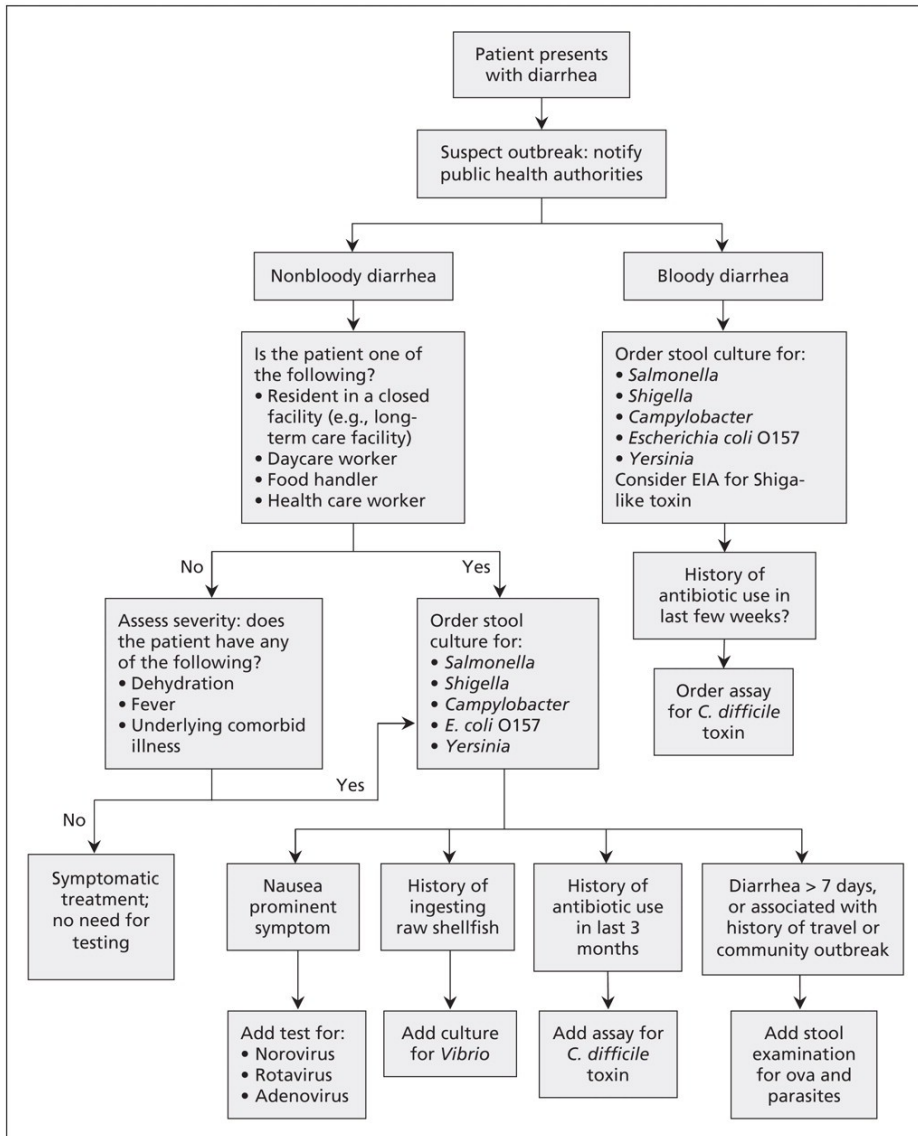 Patient presents
with diarrhea
Suspect outbreak: notify
public health authorities
Nonbloody diarrhea
Bloody diarrhea
Is the patient one of
the following?
• Resident in a closed
facility (e.g., long-
term care facility)
• Daycare worker
• Food handler
• Health care worker
Order stool culture for:
• Salmonella
• Shigella
• Campylobacter
• Escherichia coli O157
• Yersinia
Consider EIA for Shiga-
like toxin
No
Yes
History of
antibiotic use in
last few weeks?
Assess severity: does
the patient have any
of the following?
• Dehydration
• Fever
• Underlying comorbid
illness
Order stool
culture for:
• Salmonella
• Shigella
• Campylobacter
• E. coli O157
• Yersinia
Order assay
for C. difficile
toxin
Yes
No
Symptomatic
treatment;
no need for
testing
Nausea
prominent
symptom
History of
ingesting
raw shellfish
History of
antibiotic use
in last 3
months
Diarrhea > 7 days,
or associated with
history of travel or
community outbreak
Add test for:
• Norovirus
• Rotavirus
• Adenovirus
Add culture
for Vibrio
Add assay for
C. difficile
toxin
Add stool
examination
for ova and
parasites